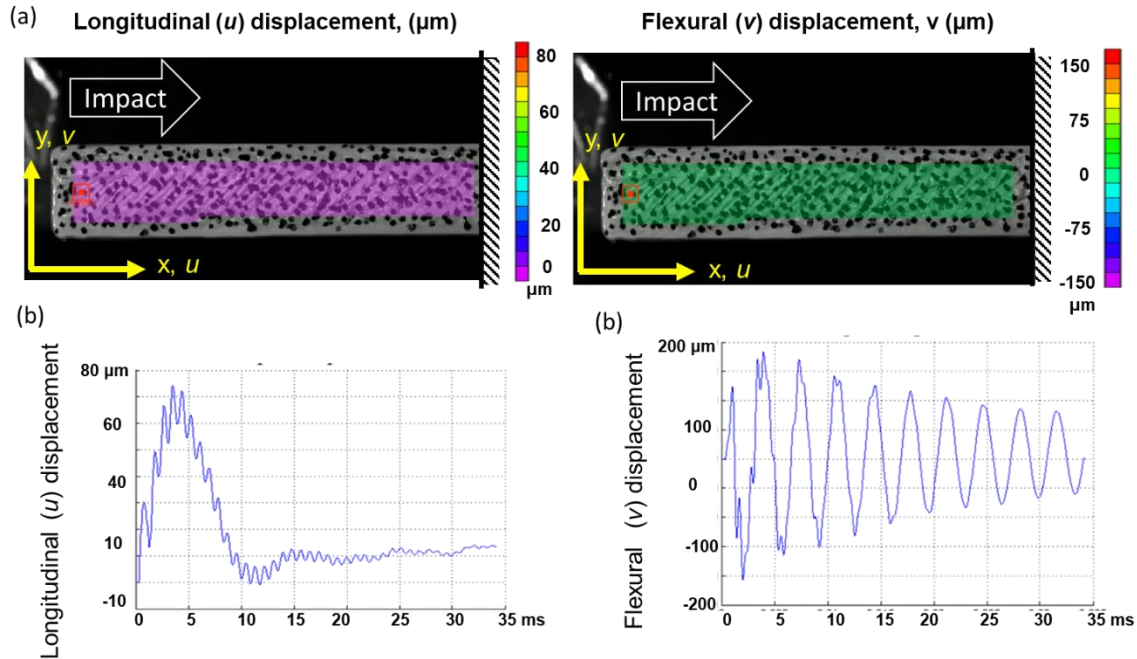 (a)
Longitudinal (u) displacement, (µm)
Impact
y, v
x, u
80
60
40
20
0
µm
Flexural (v) displacement, v (µm)
Impact
y, v
x, u
150
75
0
-75
-150
µm
(b)
Longitudinal (u) displacement
80 µm
60
40
10
-10
0 5 10 15 20 25 30 35 ms
(b)
Flexural (v) displacement
200 µm
100
0
-100
-200
0 5 10 15 20 25 30 35 ms